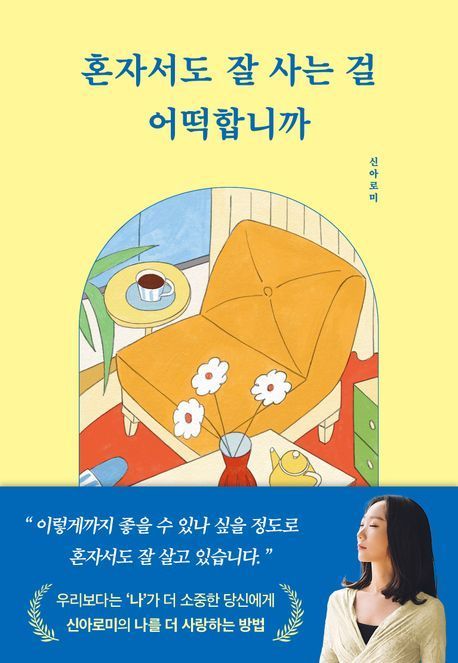 혼자서도 잘 사는 걸
어떡합니까
신아로미
“이렇게까지 좋을 수 있나 싶을 정도로
혼자서도 잘 살고 있습니다.”
우리보다는 ‘나’가 더 소중한 당신에게
신아로미의 나를 더 사랑하는 방법